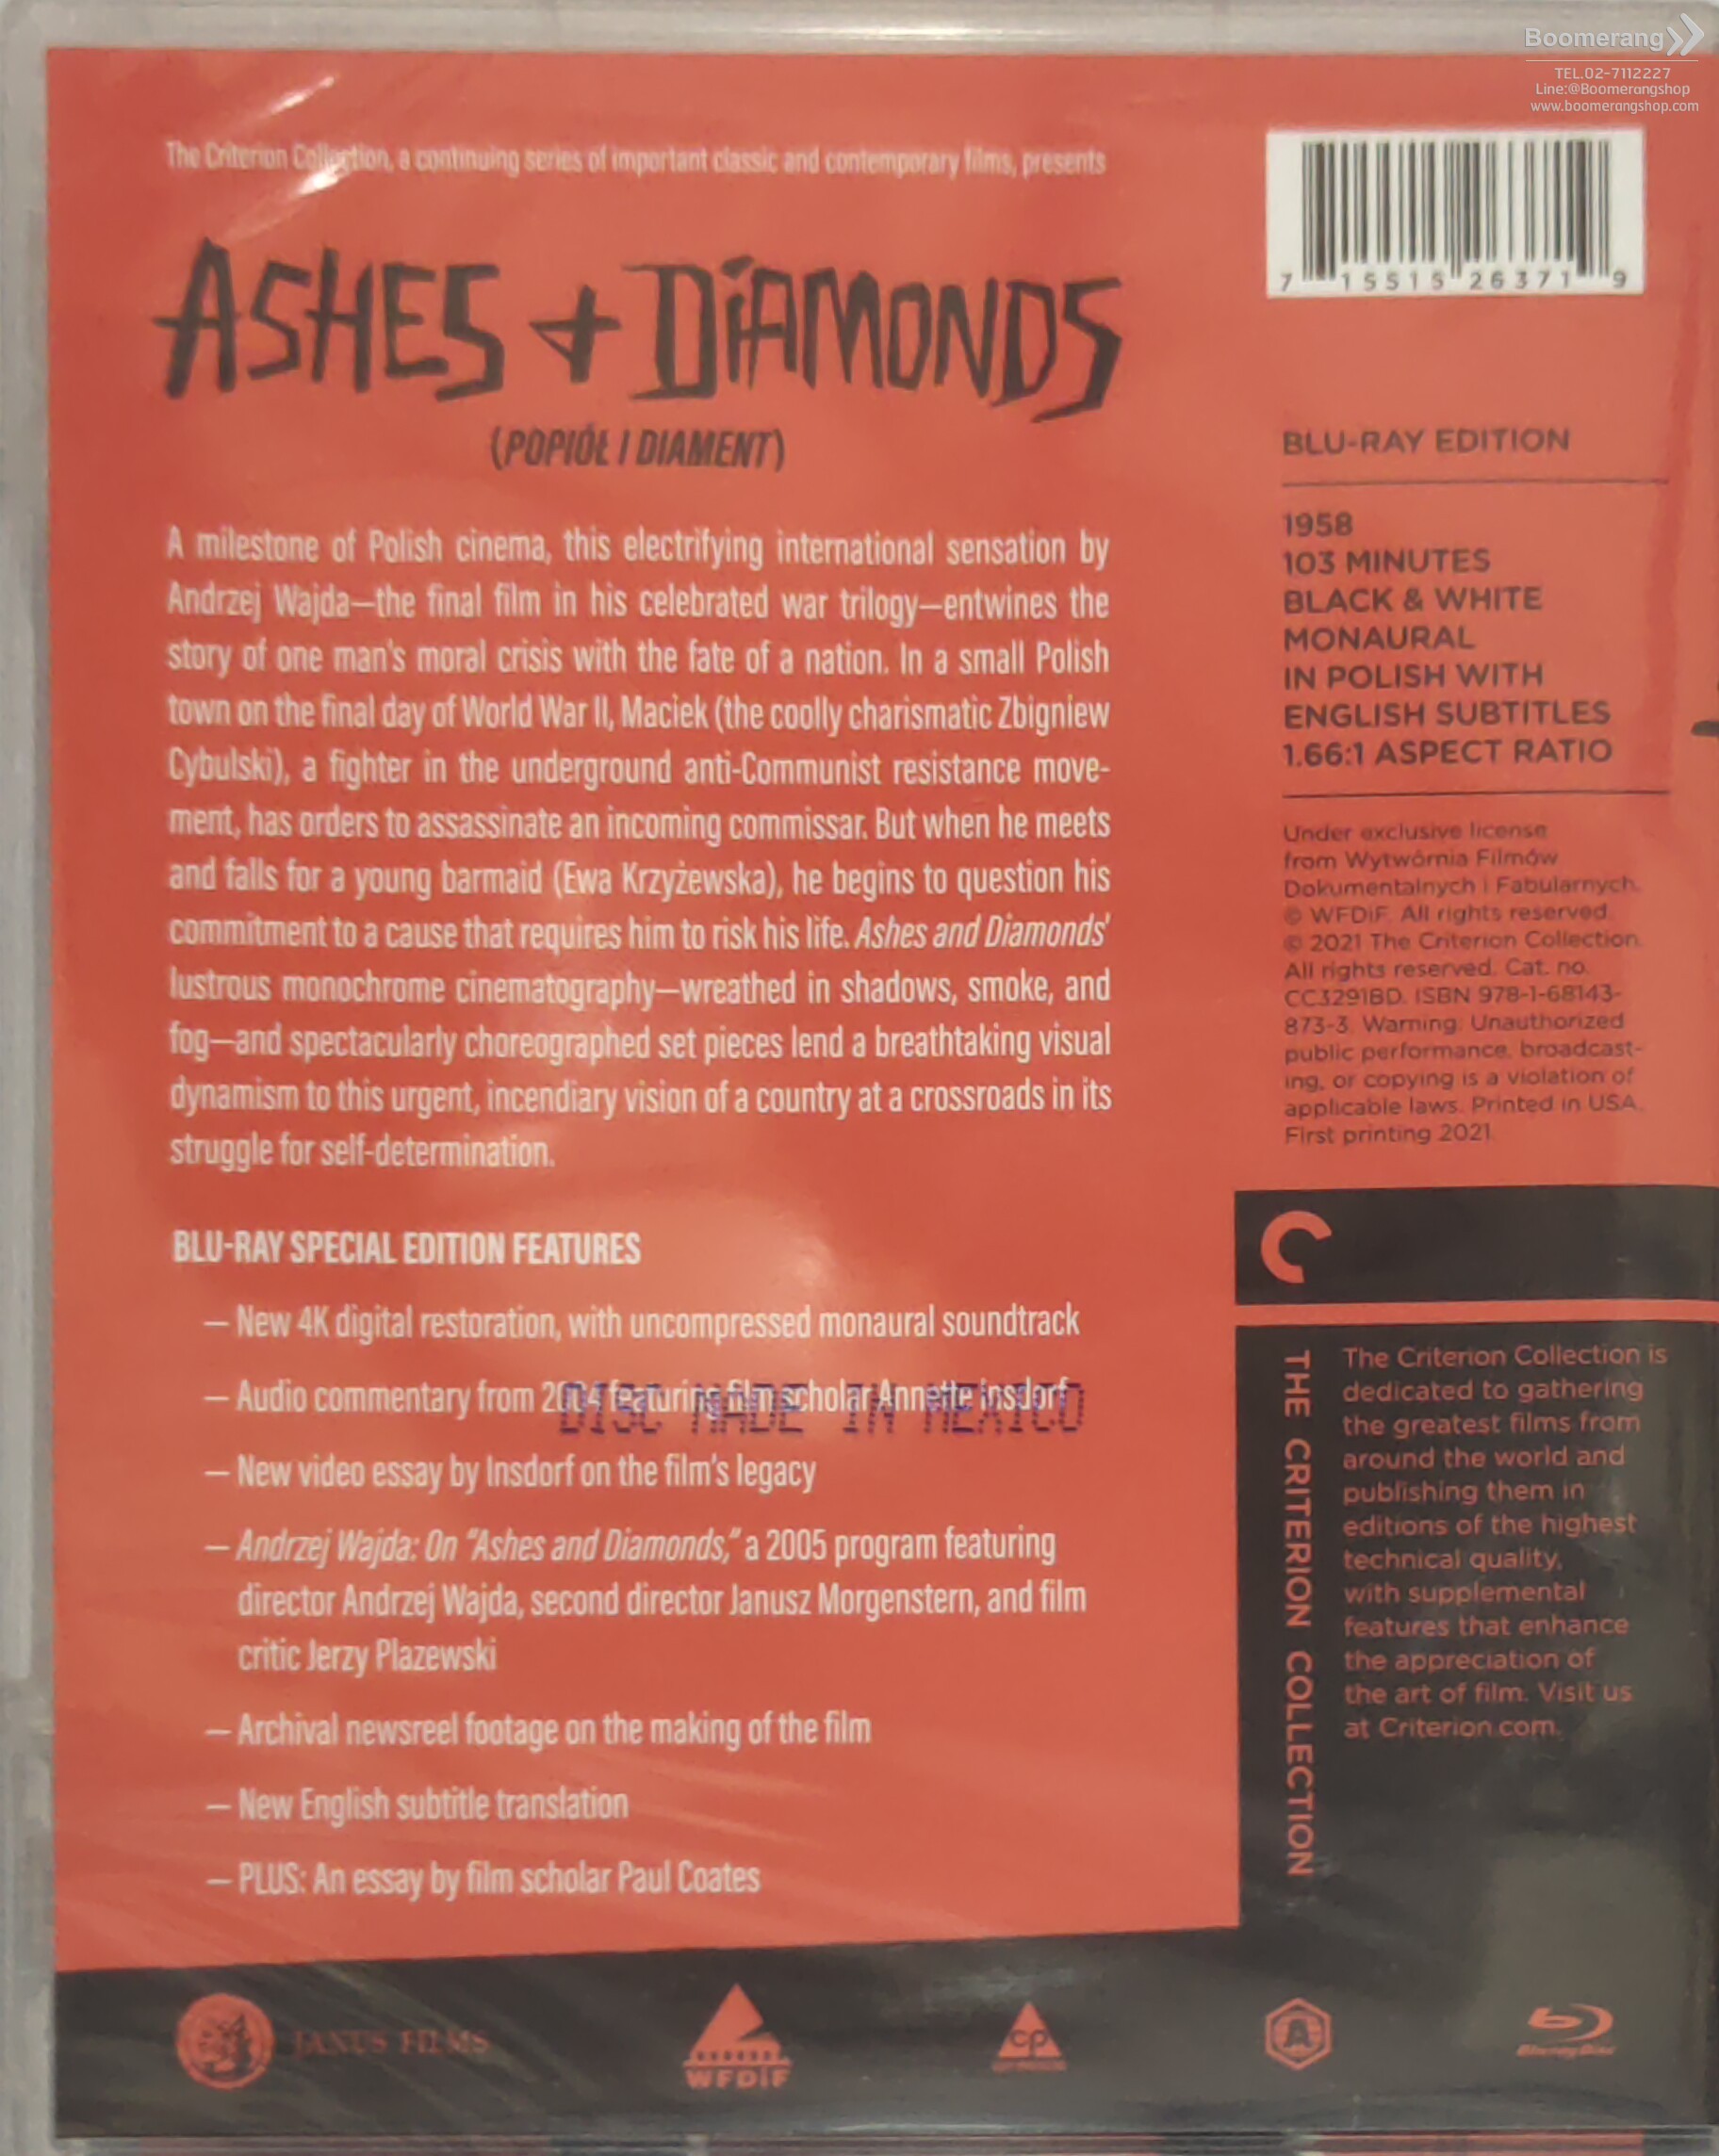 Boomerang
TEL.02-7112227
Line:@Boomerangshop
www.boomerangshop.com
The Criterion Collection, a continuing series of important classic and contemporary films, presents
ASHES + DiAMONDS
(POPIÓŁ I DIAMENT)
A milestone of Polish cinema, this electrifying international sensation by
Andrzej Wajda—the final film in his celebrated war trilogy—entwines the
story of one man's moral crisis with the fate of a nation. In a small Polish
town on the final day of World War II, Maciek (the coolly charismatic Zbigniew
Cybulski), a fighter in the underground anti-Communist resistance move-
ment, has orders to assassinate an incoming commissar. But when he meets
and falls for a young barmaid (Ewa Krzyżewska), he begins to question his
commitment to a cause that requires him to risk his life. Ashes and Diamonds'
lustrous monochrome cinematography—wreathed in shadows, smoke, and
fog—and spectacularly choreographed set pieces lend a breathtaking visual
dynamism to this urgent, incendiary vision of a country at a crossroads in its
struggle for self-determination.
BLU-RAY SPECIAL EDITION FEATURES
— New 4K digital restoration, with uncompressed monaural soundtrack
— Audio commentary from 2004 featuring film scholar Annette Insdorf
DISC MADE IN MEXICO
— New video essay by Insdorf on the film's legacy
— Andrzej Wajda: On "Ashes and Diamonds," a 2005 program featuring
director Andrzej Wajda, second director Janusz Morgenstern, and film
critic Jerzy Plazewski
— Archival newsreel footage on the making of the film
— New English subtitle translation
— PLUS: An essay by film scholar Paul Coates
7 15515 26371 9
BLU-RAY EDITION
1958
103 MINUTES
BLACK & WHITE
MONAURAL
IN POLISH WITH
ENGLISH SUBTITLES
1.66:1 ASPECT RATIO
Under exclusive license
from Wytwórnia Filmów
Dokumentalnych i Fabularnych.
© WFDiF. All rights reserved.
© 2021 The Criterion Collection.
All rights reserved. Cat. no.
CC3291BD. ISBN 978-1-68143-
873-3. Warning: Unauthorized
public performance, broadcast-
ing, or copying is a violation of
applicable laws. Printed in USA.
First printing 2021.
THE CRITERION COLLECTION
The Criterion Collection is
dedicated to gathering
the greatest films from
around the world and
publishing them in
editions of the highest
technical quality,
with supplemental
features that enhance
the appreciation of
the art of film. Visit us
at Criterion.com.
JANUS FILMS
WFDiF
cp
A
Blu-ray Disc